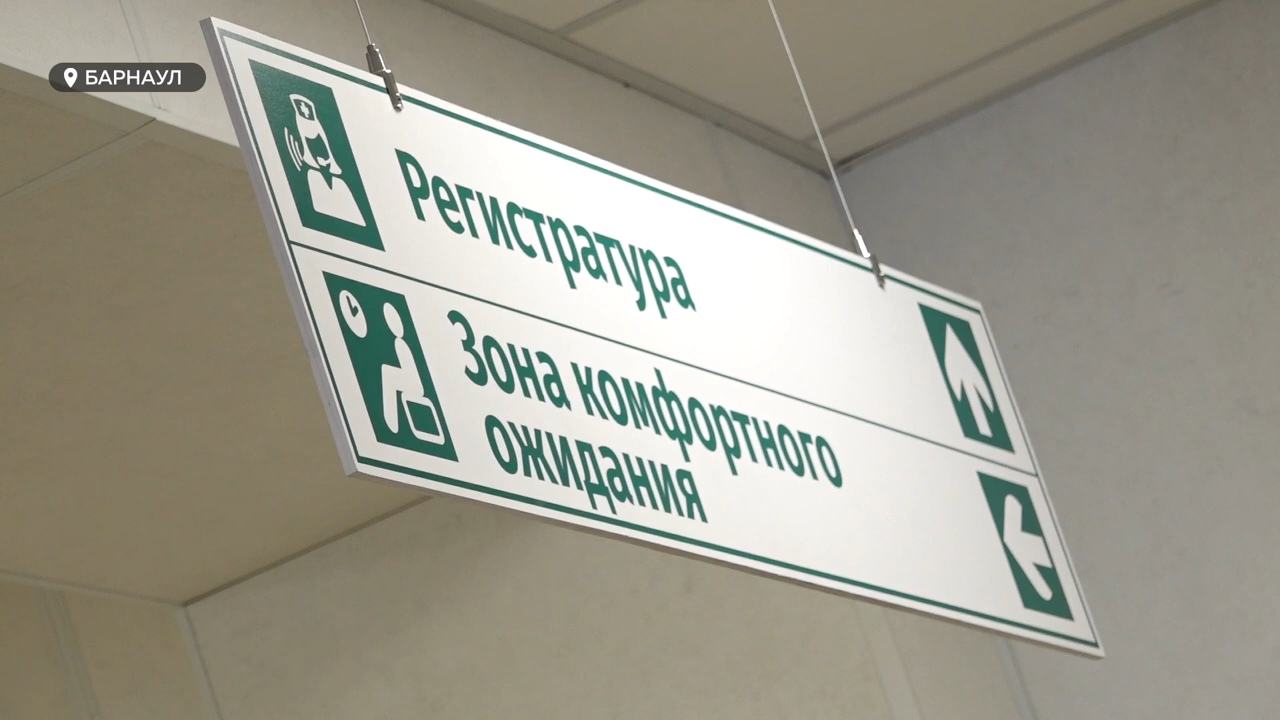 БАРНАУЛ
Регистратура
Зона комфортного
ожидания